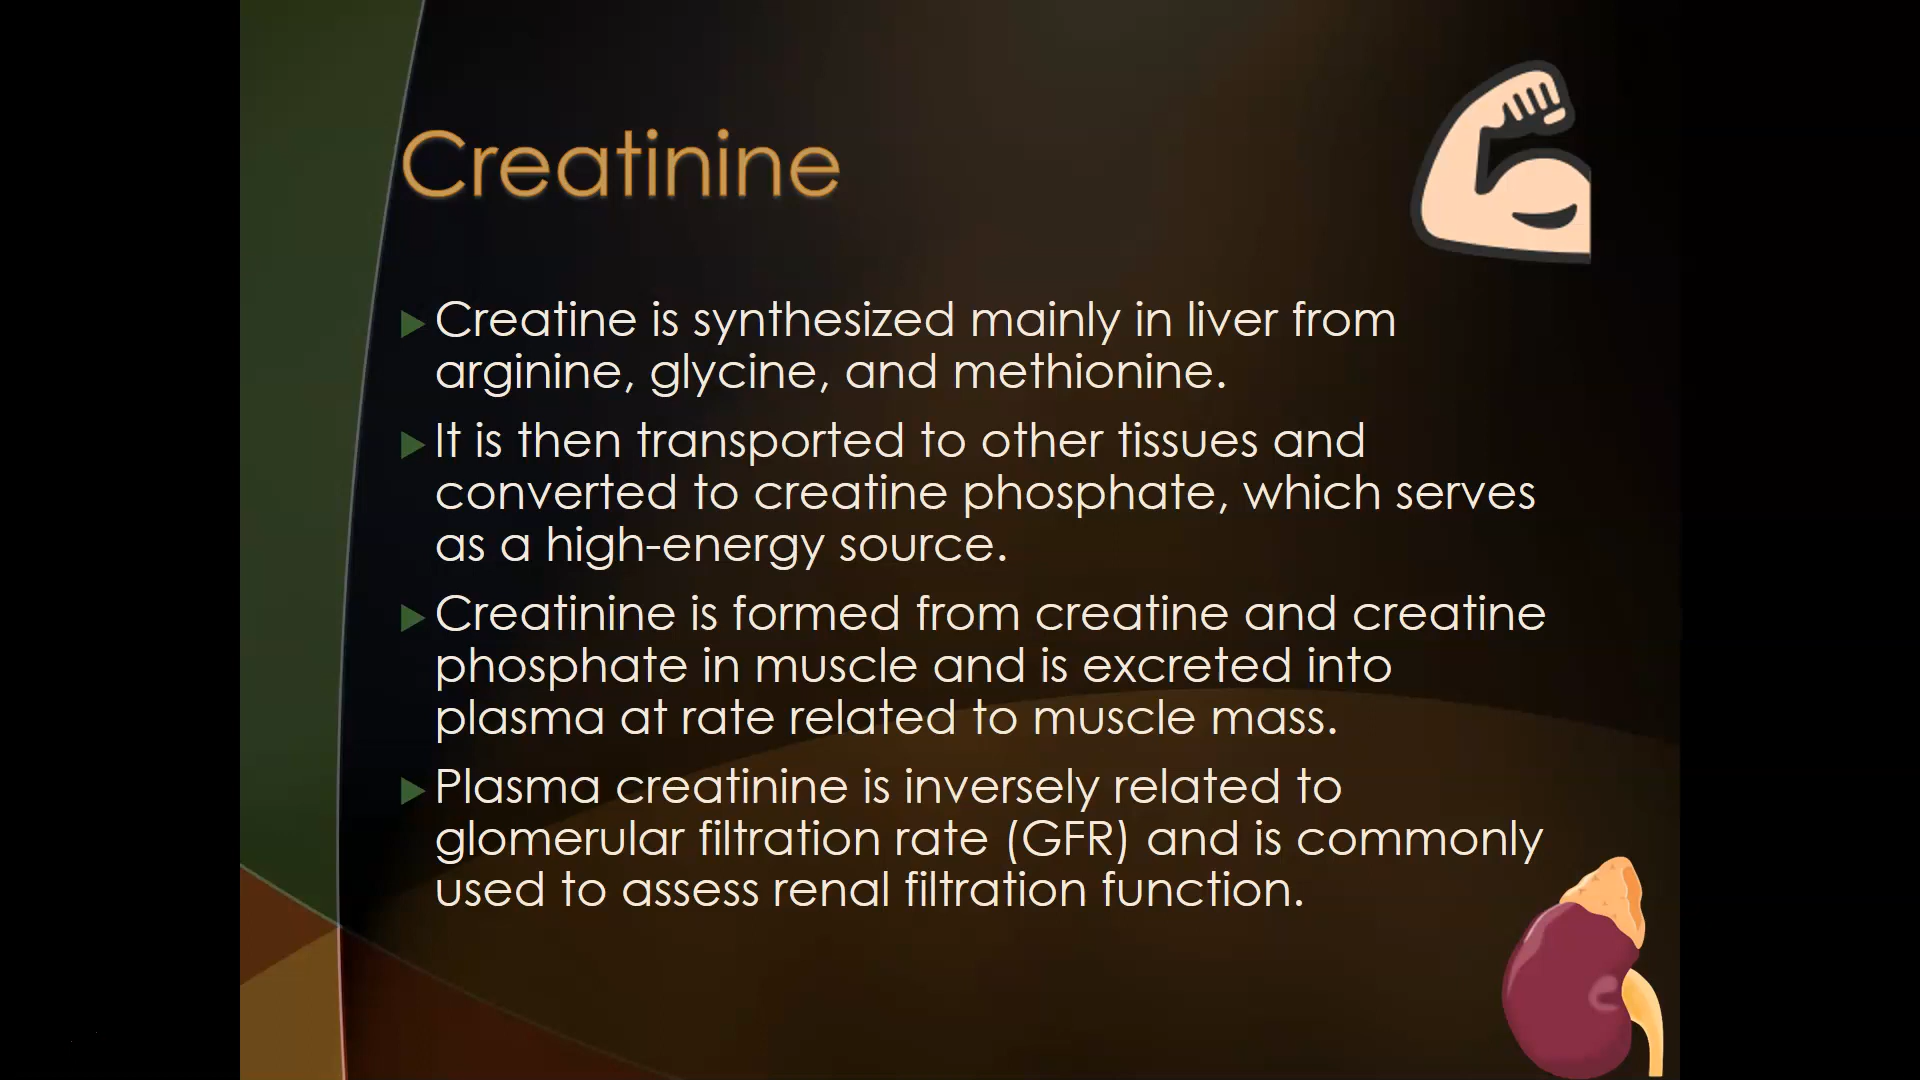 Creatinine
Creatine is synthesized mainly in liver from
arginine, glycine, and methionine.
It is then transported to other tissues and
converted to creatine phosphate, which serves
as a high-energy source.
Creatinine is formed from creatine and creatine
phosphate in muscle and is excreted into
plasma at rate related to muscle mass.
Plasma creatinine is inversely related to
glomerular filtration rate (GFR) and is commonly
used to assess renal filtration function.